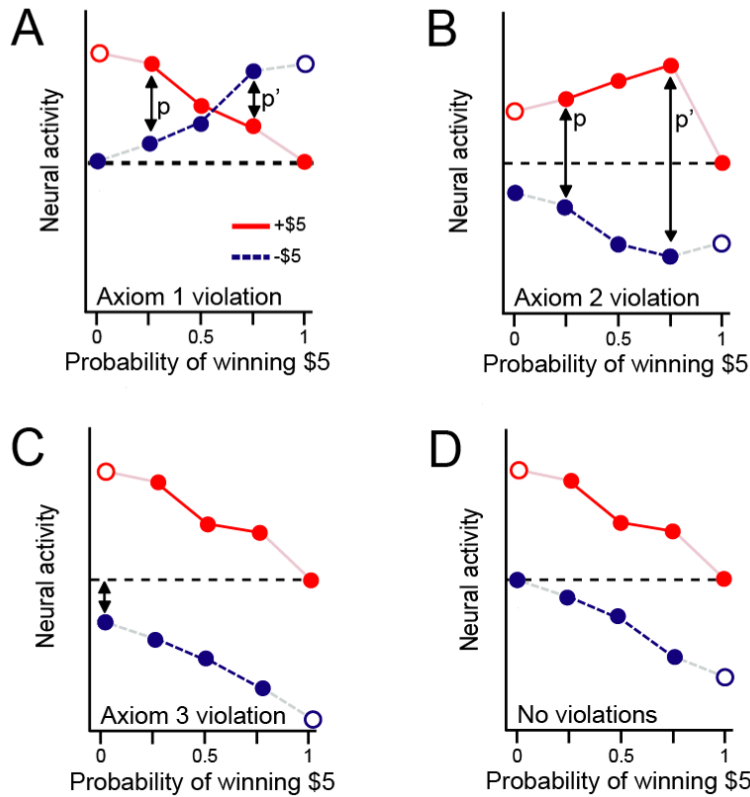 A
Neural activity
p
p'
+$5
-$5
Axiom 1 violation
0
0.5
1
Probability of winning $5
B
Neural activity
p
p'
Axiom 2 violation
0
0.5
1
Probability of winning $5
C
Neural activity
Axiom 3 violation
0
0.5
1
Probability of winning $5
D
Neural activity
No violations
0
0.5
1
Probability of winning $5